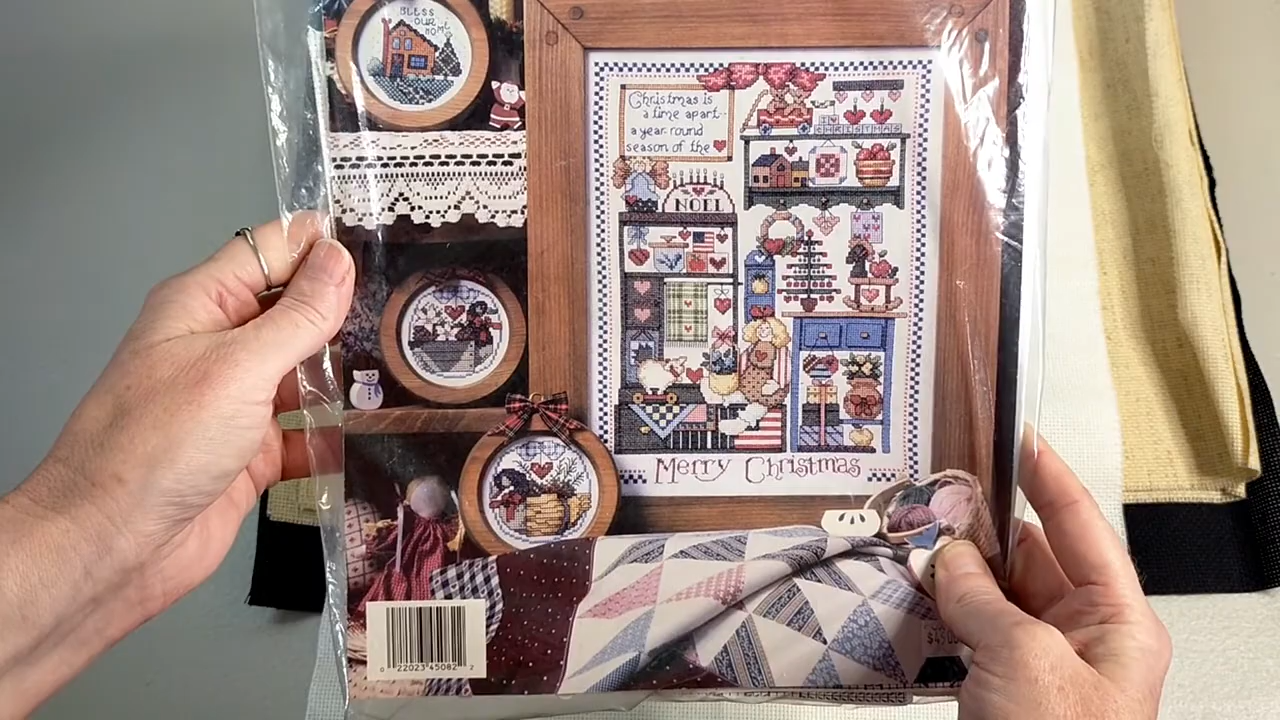 BLESS
OUR
HOME
Christmas is
a time apart-
a year round
season of the
CHRISTMAS
NOEL
Merry Christmas
0 22023 45082 2